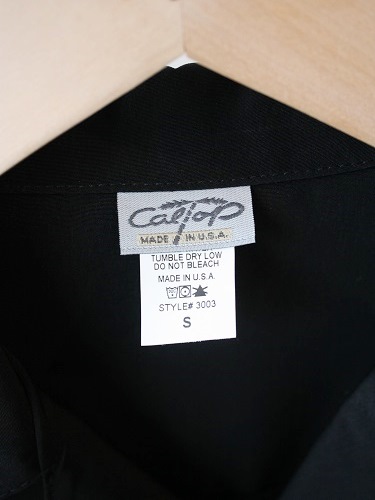 CalTop
MADE IN U.S.A.
TUMBLE DRY LOW
DO NOT BLEACH
MADE IN U.S.A.
STYLE# 3003
S